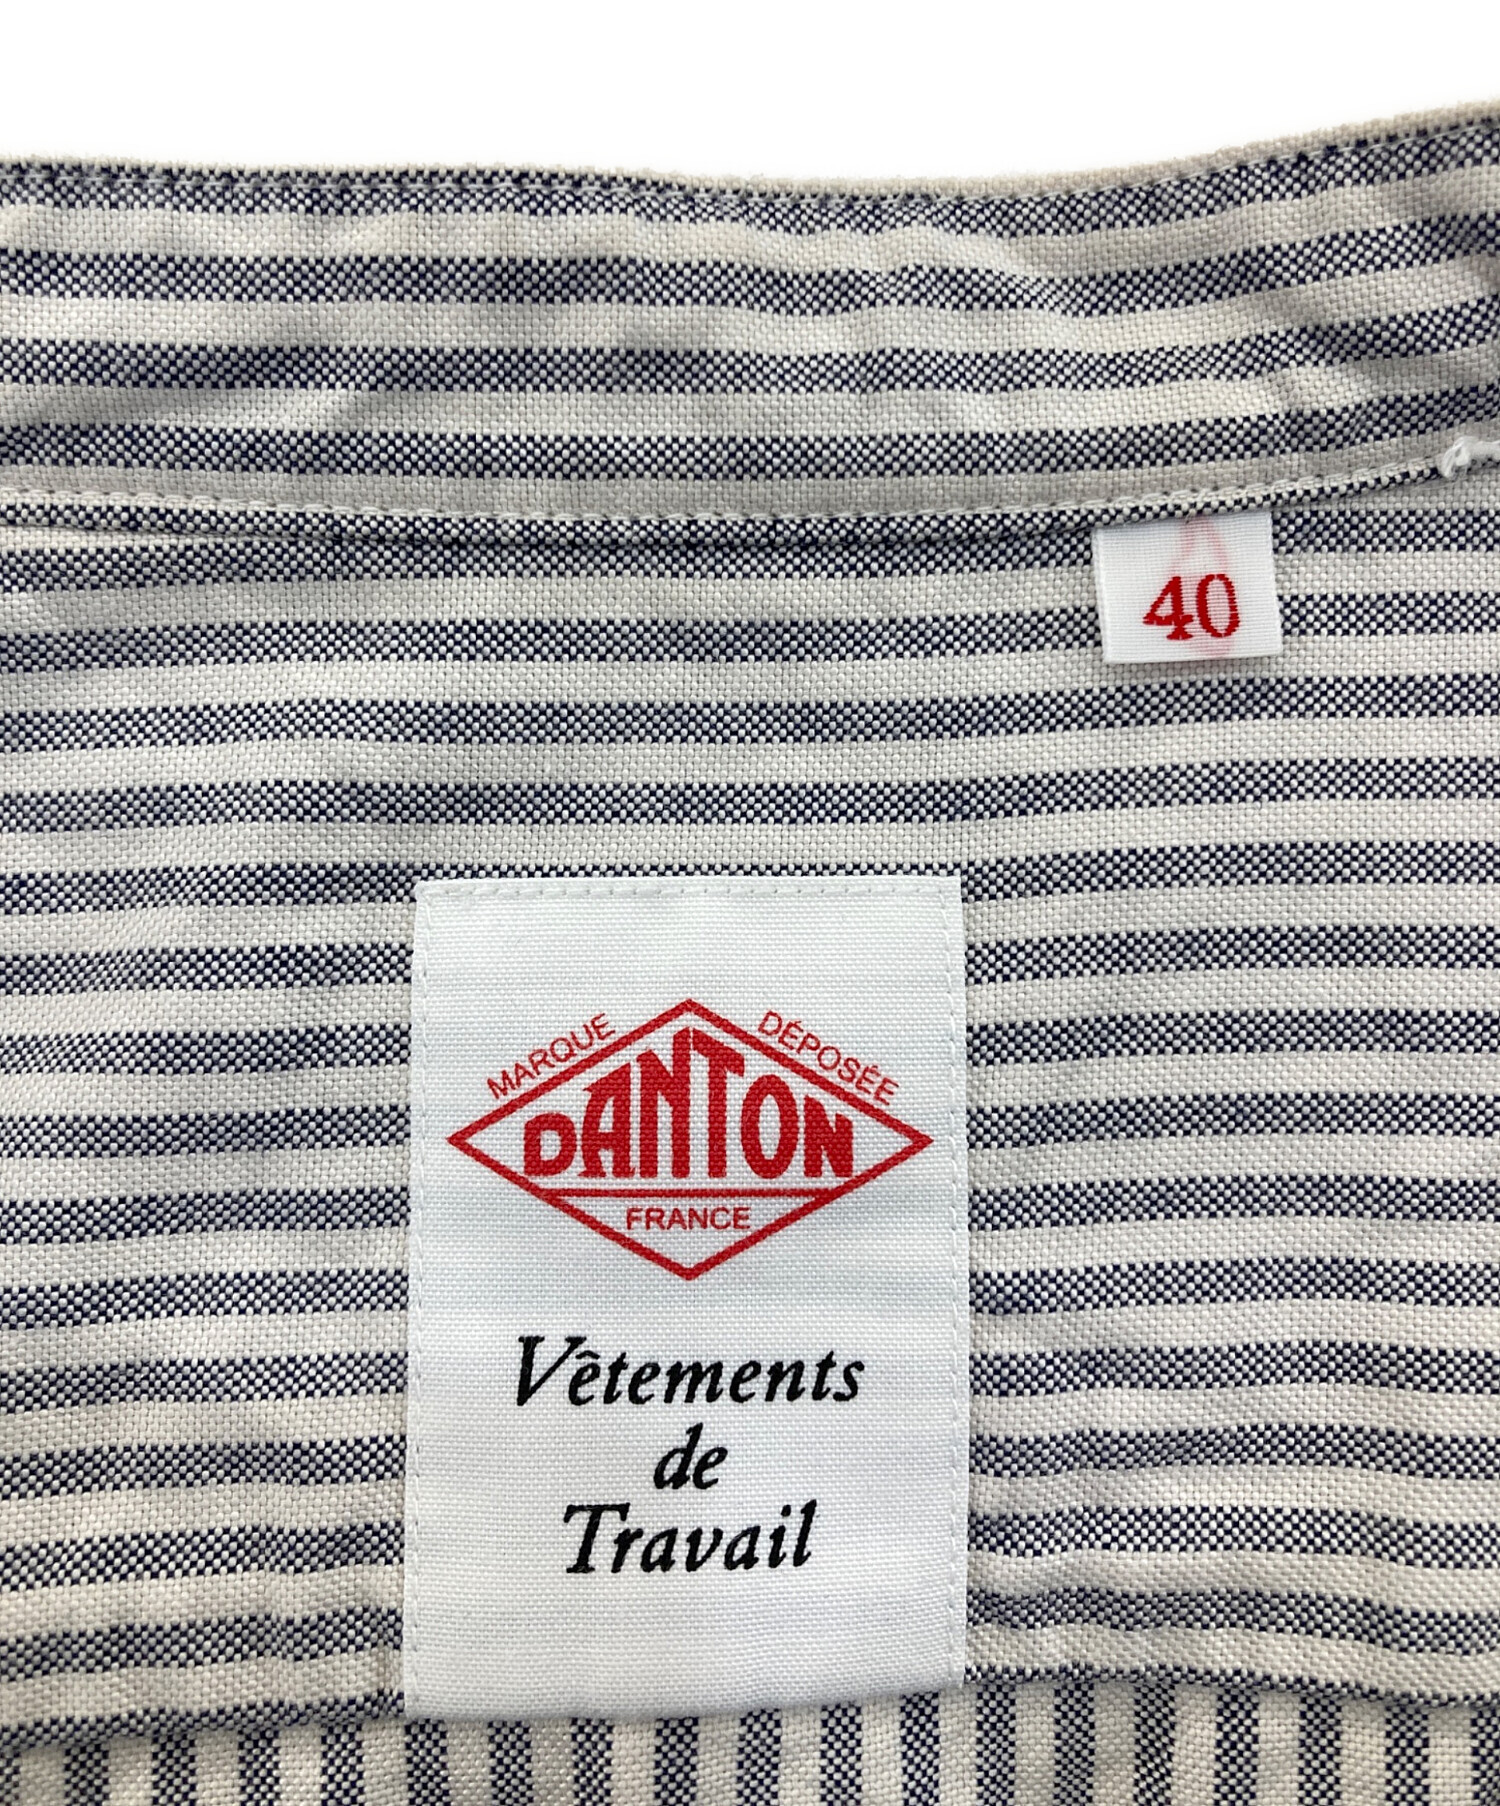 40
MARQUE DÉPOSÉE
DANTON
FRANCE
Vêtements
de
Travail